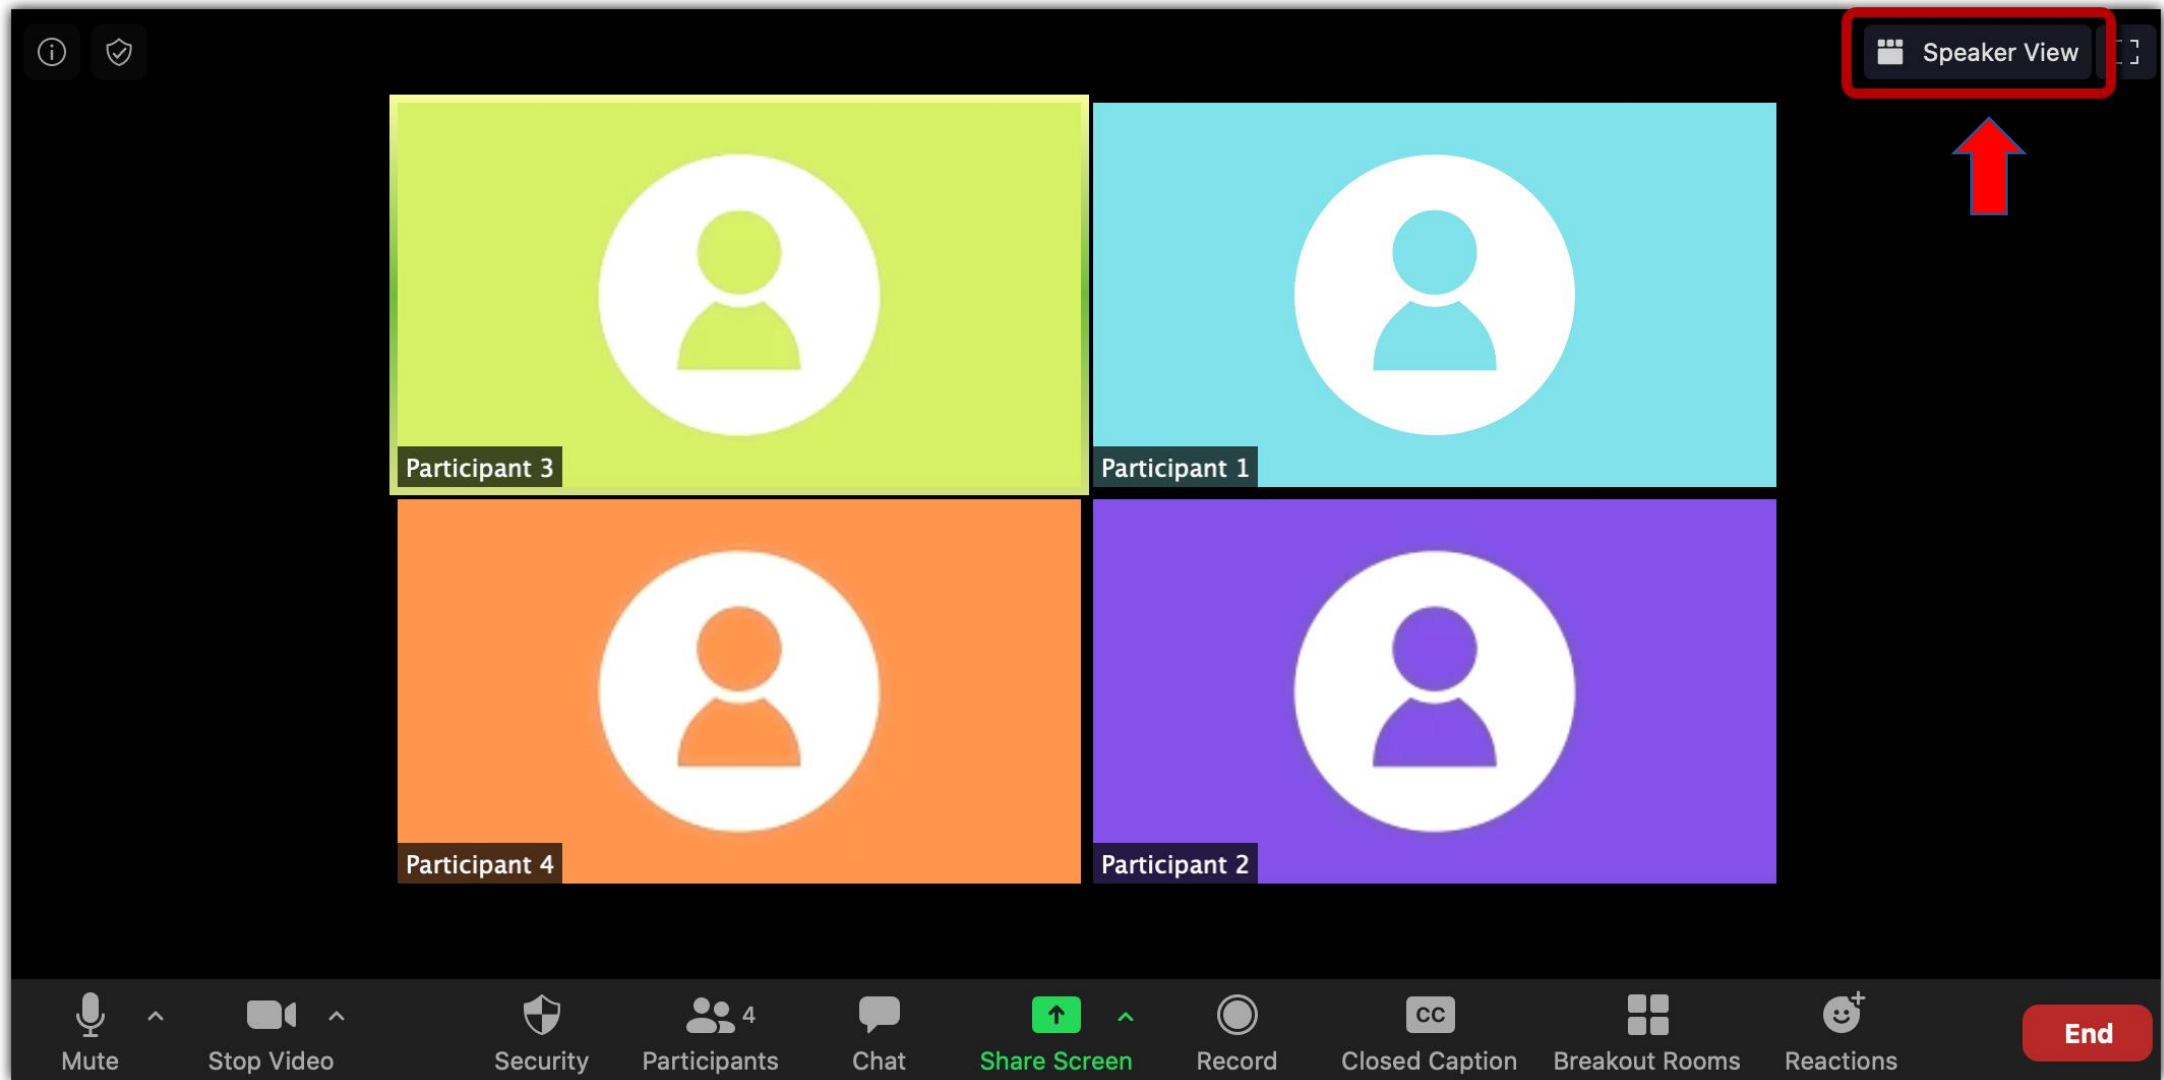 Speaker View
Participant 3
Participant 1
Participant 4
Participant 2
4
CC
Mute
Stop Video
Security
Participants
Chat
Share Screen
Record
Closed Caption
Breakout Rooms
Reactions
End